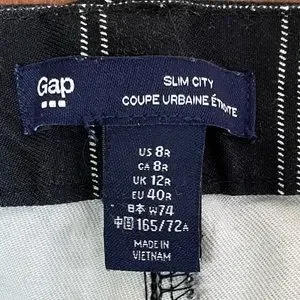 Gap
SLIM CITY
COUPE URBAINE ÉTROITE
US 8R
CA 8R
UK 12R
EU 40R
日本 W74
中国 165/72A
MADE IN
VIETNAM